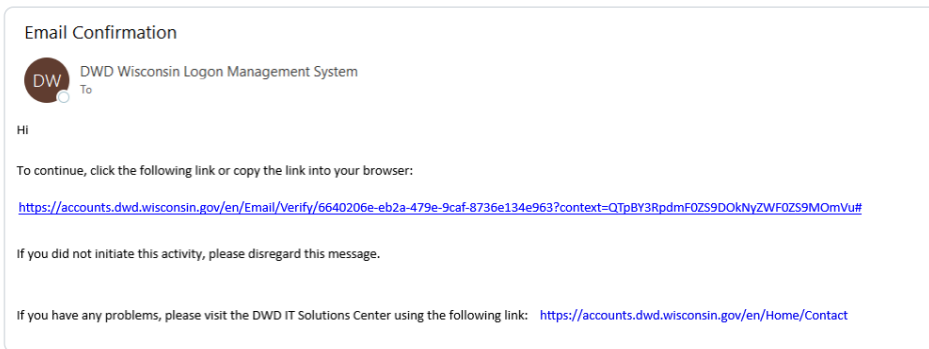 Email Confirmation
DW
DWD Wisconsin Logon Management System
To
Hi
To continue, click the following link or copy the link into your browser:
https://accounts.dwd.wisconsin.gov/en/Email/Verify/6640206e-eb2a-479e-9caf-8736e134e963?context=QTpBY3RpdmF0ZS9DOkNyZWF0ZS9MOmVu#
If you did not initiate this activity, please disregard this message.
If you have any problems, please visit the DWD IT Solutions Center using the following link: https://accounts.dwd.wisconsin.gov/en/Home/Contact